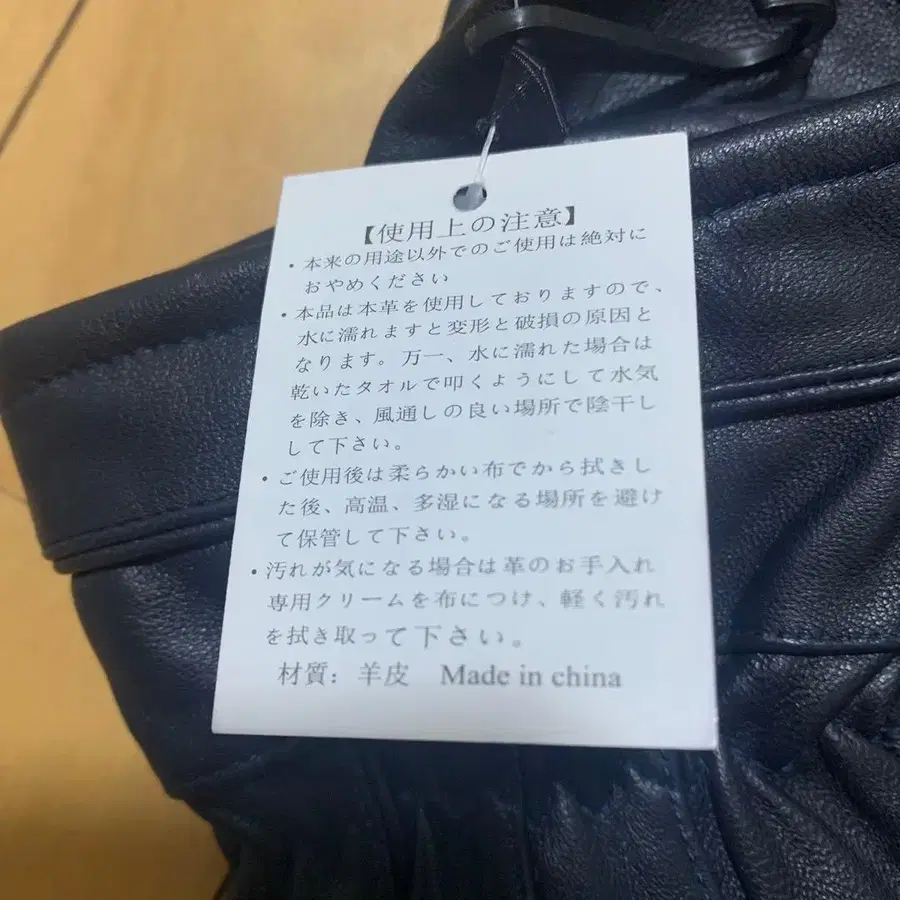 【使用上の注意】
・本来の用途以外でのご使用は絶対に
おやめください
・本品は本革を使用しておりますので、
水に濡れますと変形と破損の原因と
なります。万一、水に濡れた場合は
乾いたタオルで叩くようにして水気
を除き、風通しの良い場所で陰干し
して下さい。
・ご使用後は柔らかい布でから拭きし
た後、高温、多湿になる場所を避け
て保管して下さい。
・汚れが気になる場合は革のお手入れ
専用クリームを布につけ、軽く汚れ
を拭き取って下さい。
材質：羊皮　Made in china